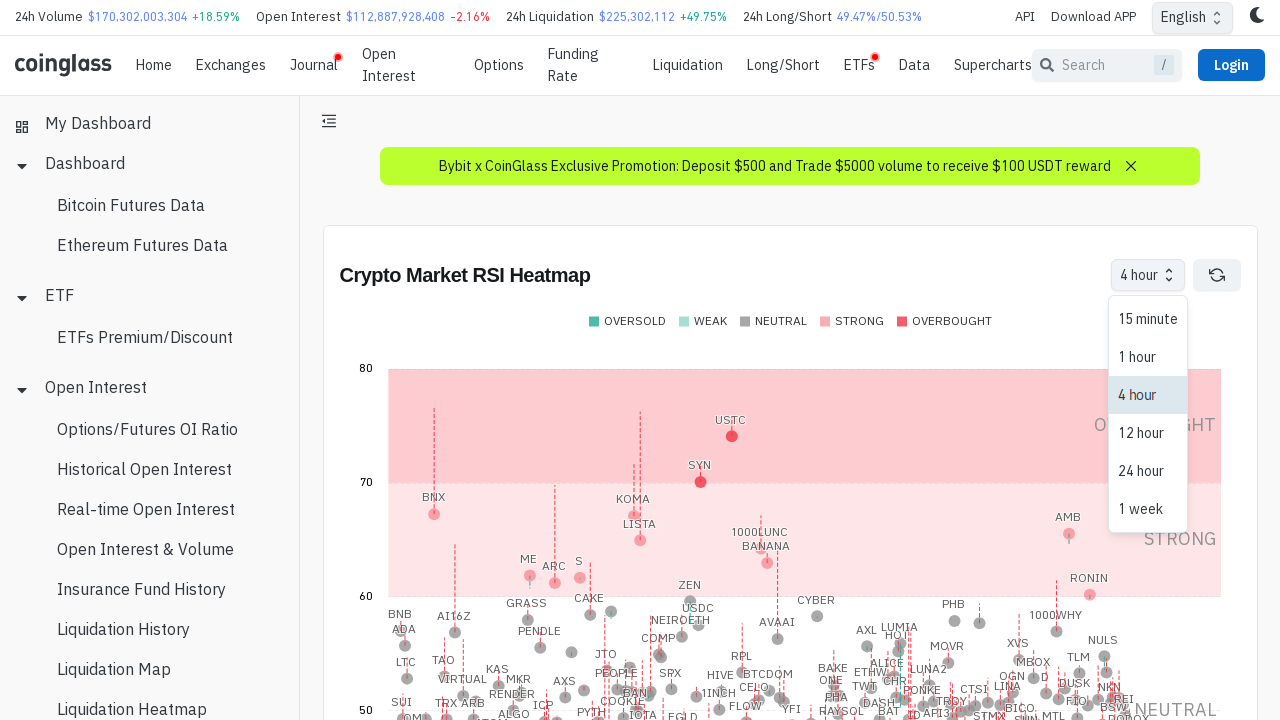 24h Volume $170,302,003,304 +18.59% Open Interest $112,887,928,408 -2.16% 24h Liquidation $225,302,112 +49.75% 24h Long/Short 49.47%/50.53% API Download APP English
coinglass Home Exchanges Journal Open Interest Options Funding Rate Liquidation Long/Short ETFs Data Supercharts Search / Login
My Dashboard
Dashboard
Bitcoin Futures Data
Ethereum Futures Data
ETF
ETFs Premium/Discount
Open Interest
Options/Futures OI Ratio
Historical Open Interest
Real-time Open Interest
Open Interest & Volume
Insurance Fund History
Liquidation History
Liquidation Map
Liquidation Heatmap
Bybit x CoinGlass Exclusive Promotion: Deposit $500 and Trade $5000 volume to receive $100 USDT reward
Crypto Market RSI Heatmap
4 hour
15 minute
1 hour
4 hour
12 hour
24 hour
1 week
OVERSOLD WEAK NEUTRAL STRONG OVERBOUGHT
80
USTC
SYN
70
BNX
KOMA
LISTA
AMB
1000LUNC
STRONG
BANANA
ME
ARC
S
RONIN
ZEN
60
CAKE
GRASS
CYBER
PHB
USDC
BNB
AI16Z
1000WHY
NEIROETH
AVAAI
ADA
PENDLE
AXL
LUMIA
COMP
NULS
XVS
MOVR
JTO
RPL
TLM
LTC
TAO
ALICE
MBOX
KAS
PEOPLE
SPX
HIVE
BTCDOM
BAKE
ETHW
LUNA2
OGN
VIRTUAL
MKR
AXS
ONE
CHR
DUSK
RENDER
1INCH
CELO
TWT
CTSI
LINA
NKN
SUI
TRX
ARB
ICP
COOKIE
FLOW
YFI
DASH
FIO
REI
ALGO
PYTH
IOTA
EGLD
RAYSOL
BAT
API3
STMX
BICO
MTL
50
NEUTRAL